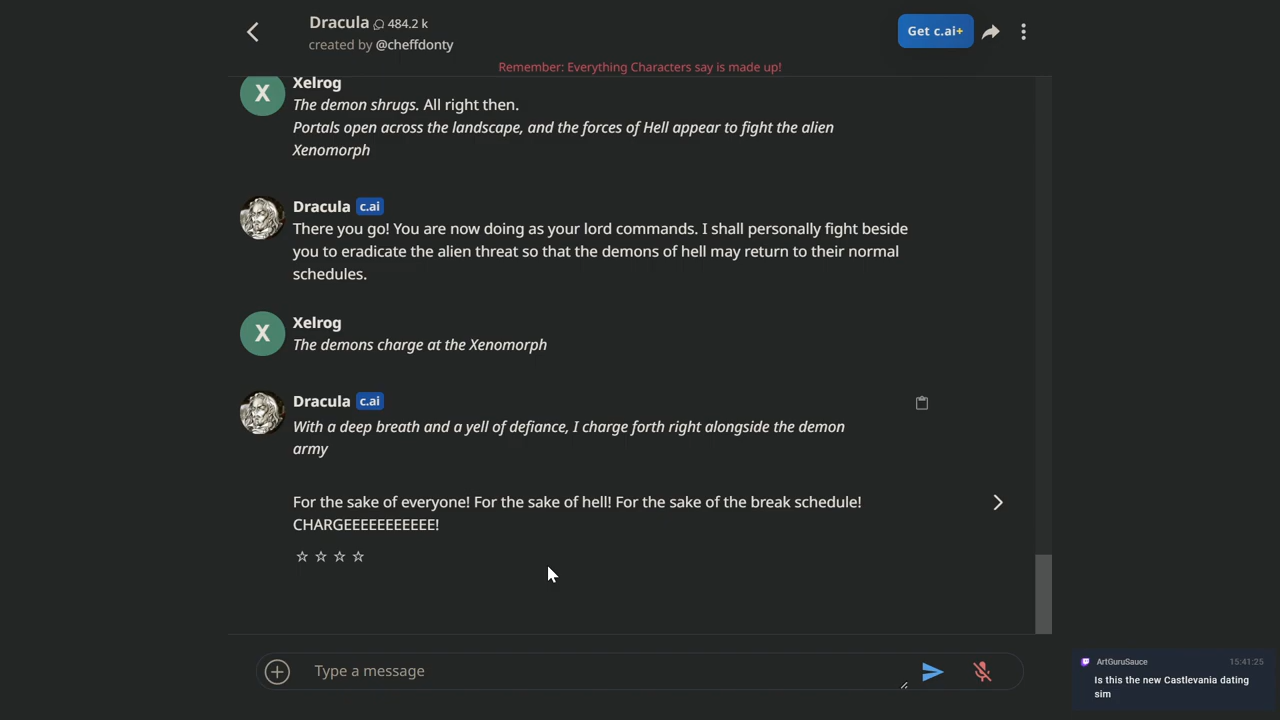 Dracula 484.2 k
created by @cheffdonty
Get c.ai+
Remember: Everything Characters say is made up!
X
Xelrog
The demon shrugs. All right then.
Portals open across the landscape, and the forces of Hell appear to fight the alien
Xenomorph
Dracula c.ai
There you go! You are now doing as your lord commands. I shall personally fight beside
you to eradicate the alien threat so that the demons of hell may return to their normal
schedules.
X
Xelrog
The demons charge at the Xenomorph
Dracula c.ai
With a deep breath and a yell of defiance, I charge forth right alongside the demon
army
For the sake of everyone! For the sake of hell! For the sake of the break schedule!
CHARGEEEEEEEEEEE!
Type a message
ArtGuruSauce 15:41:25
Is this the new Castlevania dating
sim